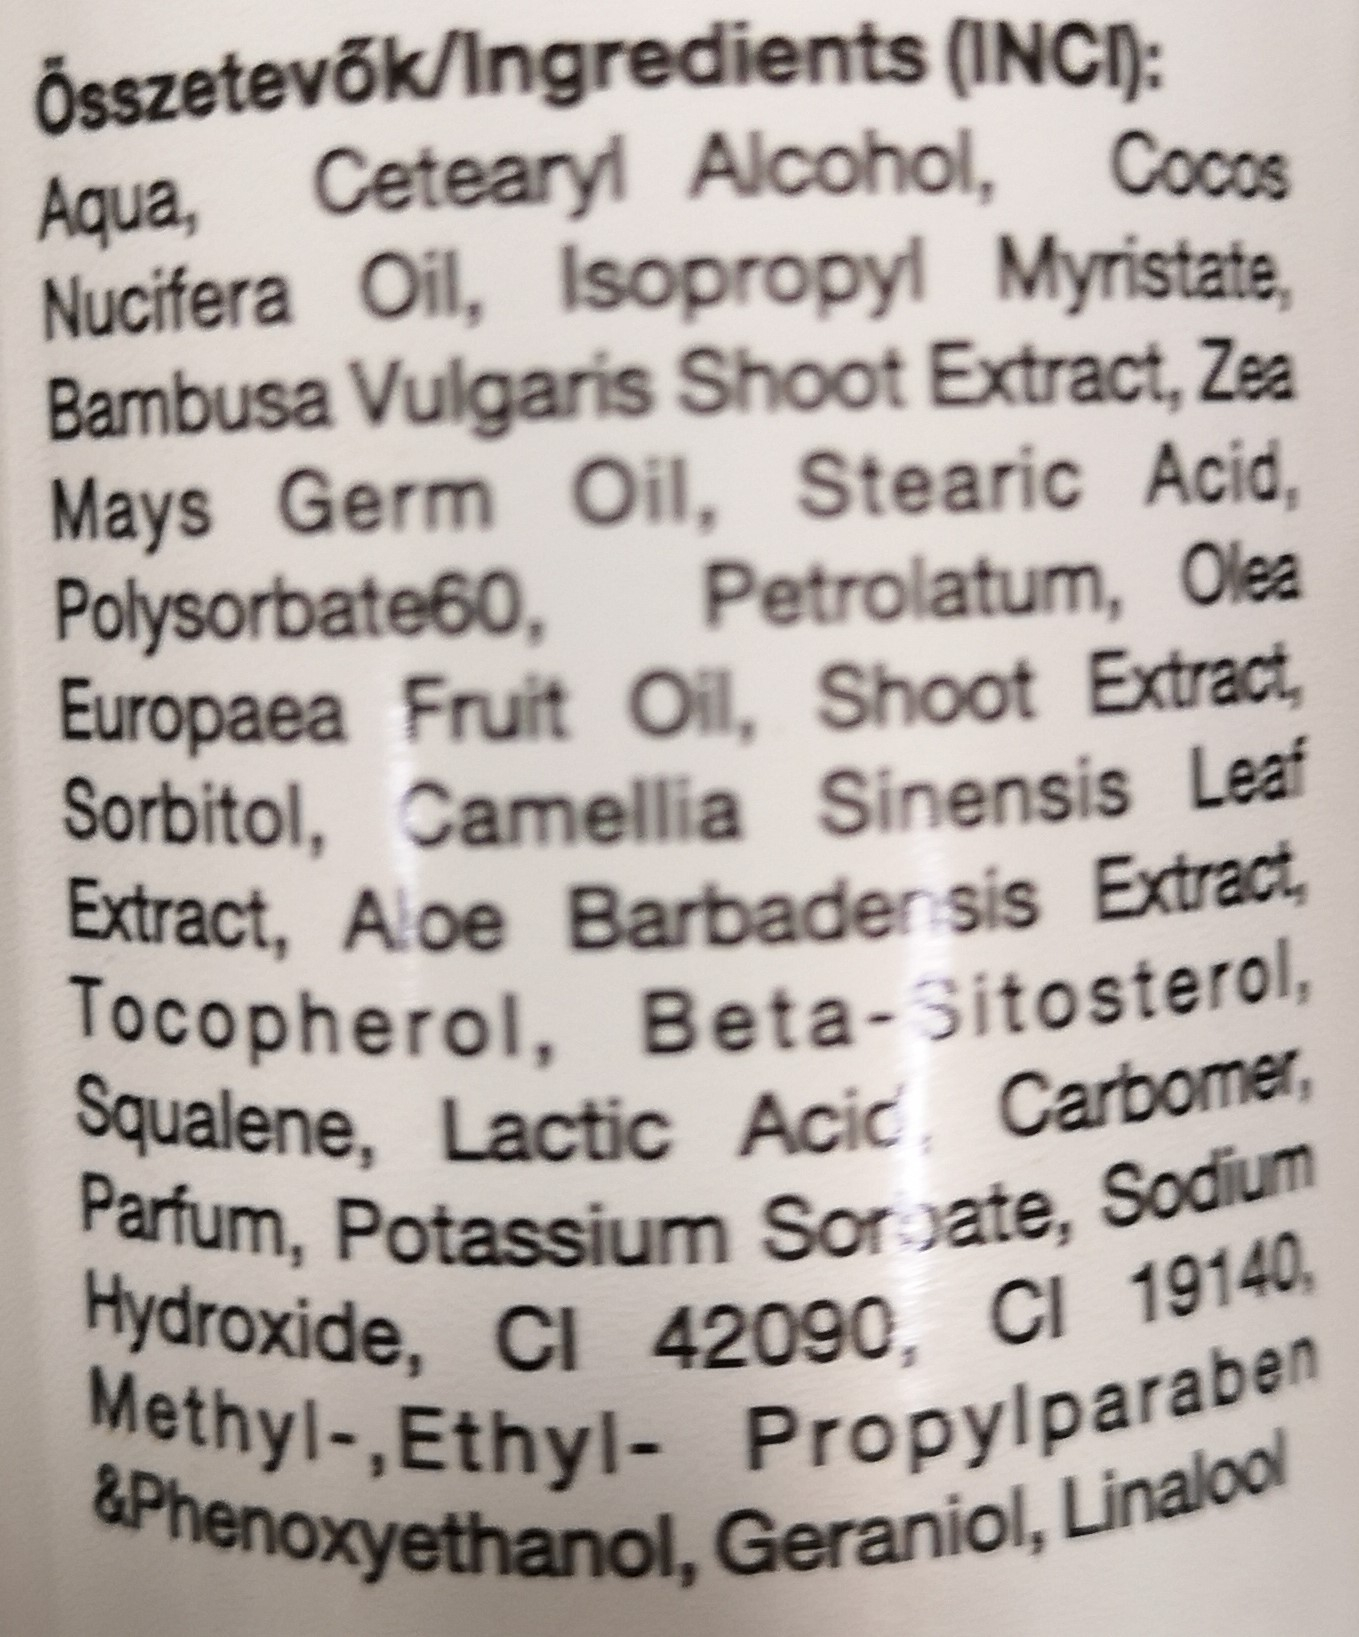 Összetevők/Ingredients (INCI):
Aqua, Cetearyl Alcohol, Cocos
Nucifera Oil, Isopropyl Myristate,
Bambusa Vulgaris Shoot Extract, Zea
Mays Germ Oil, Stearic Acid,
Polysorbate60, Petrolatum, Olea
Europaea Fruit Oil, Shoot Extract,
Sorbitol, Camellia Sinensis Leaf
Extract, Aloe Barbadensis Extract,
Tocopherol, Beta-Sitosterol,
Squalene, Lactic Acid, Carbomer,
Parfum, Potassium Sorbate, Sodium
Hydroxide, CI 42090, CI 19140,
Methyl-,Ethyl- Propylparaben
&Phenoxyethanol, Geraniol, Linalool